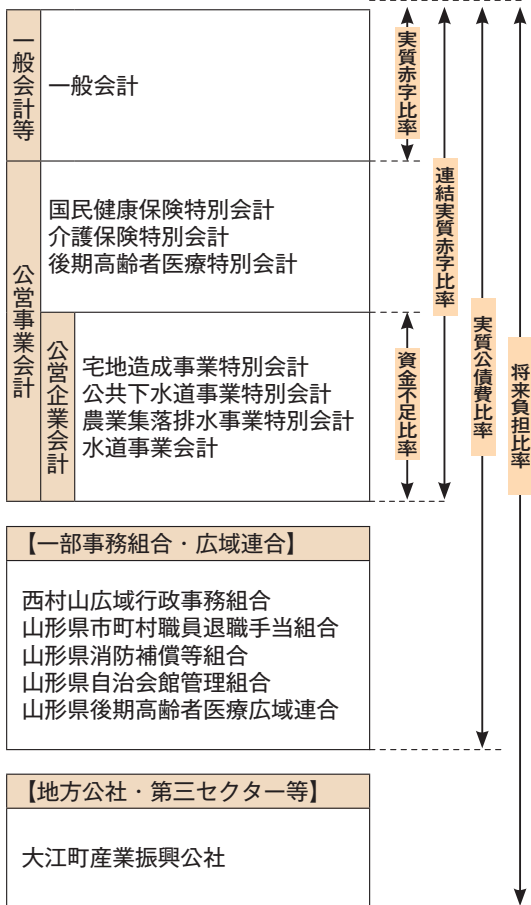 一般会計等
一般会計
公営事業会計
国民健康保険特別会計
介護保険特別会計
後期高齢者医療特別会計
公営企業会計
宅地造成事業特別会計
公共下水道事業特別会計
農業集落排水事業特別会計
水道事業会計
実質赤字比率
連結実質赤字比率
資金不足比率
実質公債費比率
将来負担比率
【一部事務組合・広域連合】
西村山広域行政事務組合
山形県市町村職員退職手当組合
山形県消防補償等組合
山形県自治会館管理組合
山形県後期高齢者医療広域連合
【地方公社・第三セクター等】
大江町産業振興公社